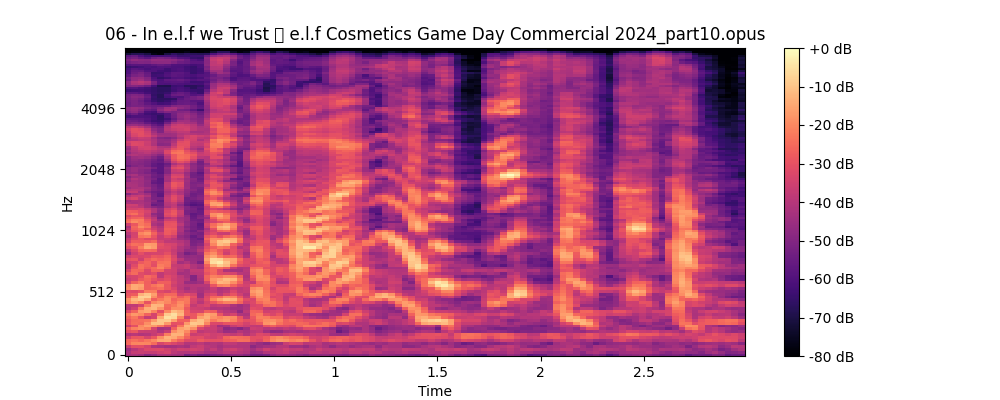 06 - In e.l.f we Trust ▯ e.l.f Cosmetics Game Day Commercial 2024_part10.opus
Hz
4096
2048
1024
512
0
0
0.5
1
1.5
2
2.5
Time
+0 dB
-10 dB
-20 dB
-30 dB
-40 dB
-50 dB
-60 dB
-70 dB
-80 dB